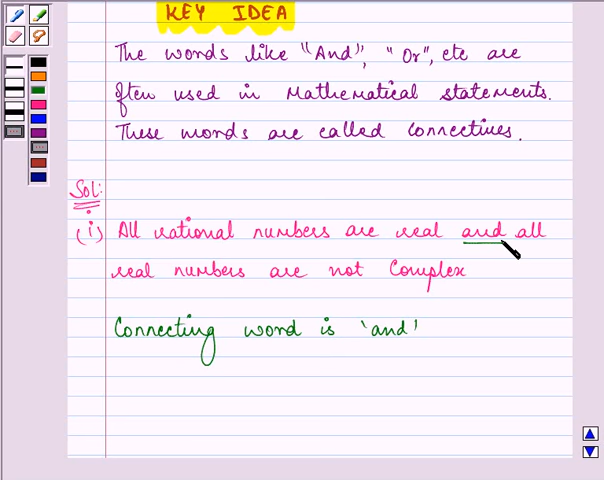 KEY IDEA
The words like "And", "Or", etc are
often used in Mathematical statements.
These words are called Connectives.
Sol:
(i) All rational numbers are real and all
real numbers are not Complex
Connecting word is 'and'